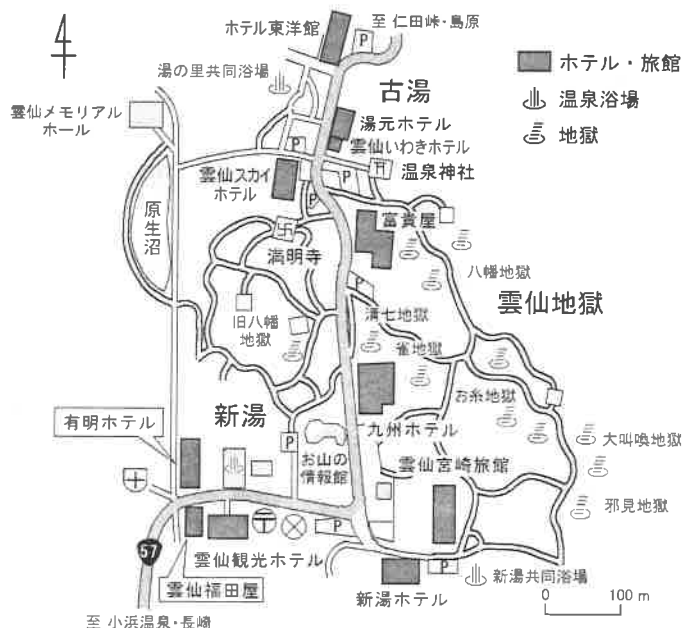 至 仁田峠・島原
ホテル東洋館
P
ホテル・旅館
温泉浴場
地獄
湯の里共同浴場
古湯
雲仙メモリアル
ホール
湯元ホテル
雲仙いわきホテル
P
温泉神社
雲仙スカイ
ホテル
P
P
原生沼
富貴屋
卍
満明寺
八幡地獄
雲仙地獄
P
清七地獄
旧八幡
地獄
雀地獄
お糸地獄
新湯
有明ホテル
P
九州ホテル
大叫喚地獄
お山の
情報館
雲仙宮崎旅館
邪見地獄
〒
P
57
雲仙観光ホテル
雲仙福田屋
P
新湯共同浴場
新湯ホテル
0
100 m
至 小浜温泉・長崎